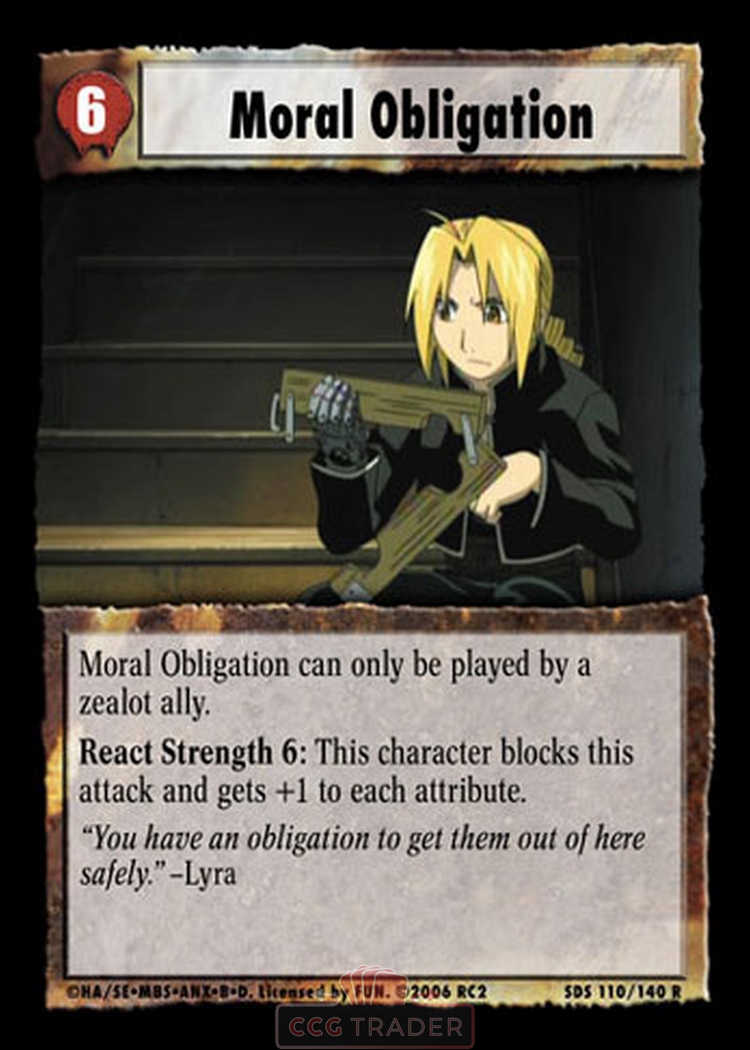 6
Moral Obligation
Moral Obligation can only be played by a
zealot ally.
React Strength 6: This character blocks this
attack and gets +1 to each attribute.
“You have an obligation to get them out of here
safely.” –Lyra
©HA/SE•MBS•ANX•B•D. Licensed by FUN. ©2006 RC2 SDS 110/140 R
CCG TRADER